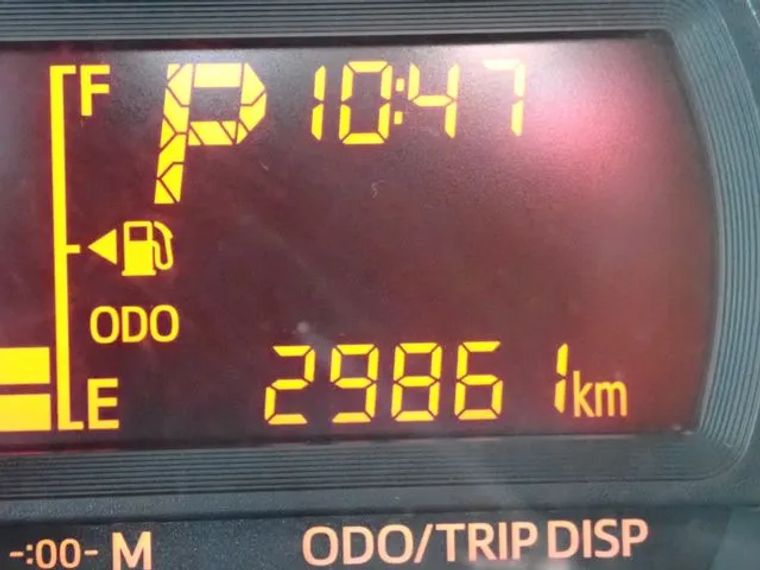 F P 10:47
ODO
E 29861 km
-:00- M ODO/TRIP DISP